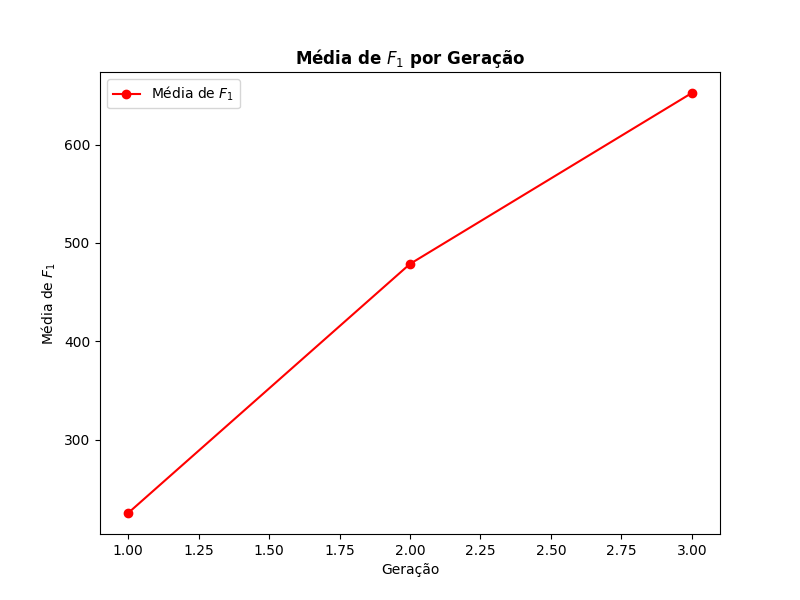 Média de F₁ por Geração
Média de F₁
600
500
400
300
Média de F₁
1.00 1.25 1.50 1.75 2.00 2.25 2.50 2.75 3.00
Geração